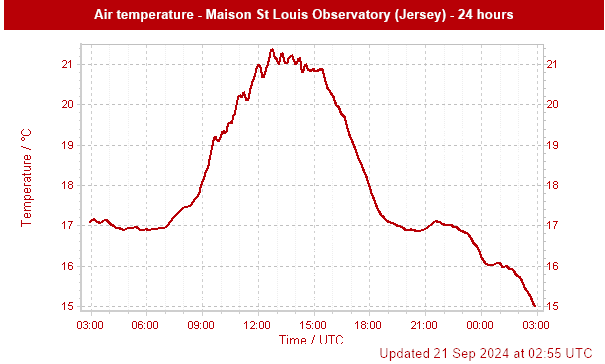 Air temperature - Maison St Louis Observatory (Jersey) - 24 hours
Temperature / °C
21 21
20 20
19 19
18 18
17 17
16 16
15 15
03:00 06:00 09:00 12:00 15:00 18:00 21:00 00:00 03:00
Time / UTC
Updated 21 Sep 2024 at 02:55 UTC